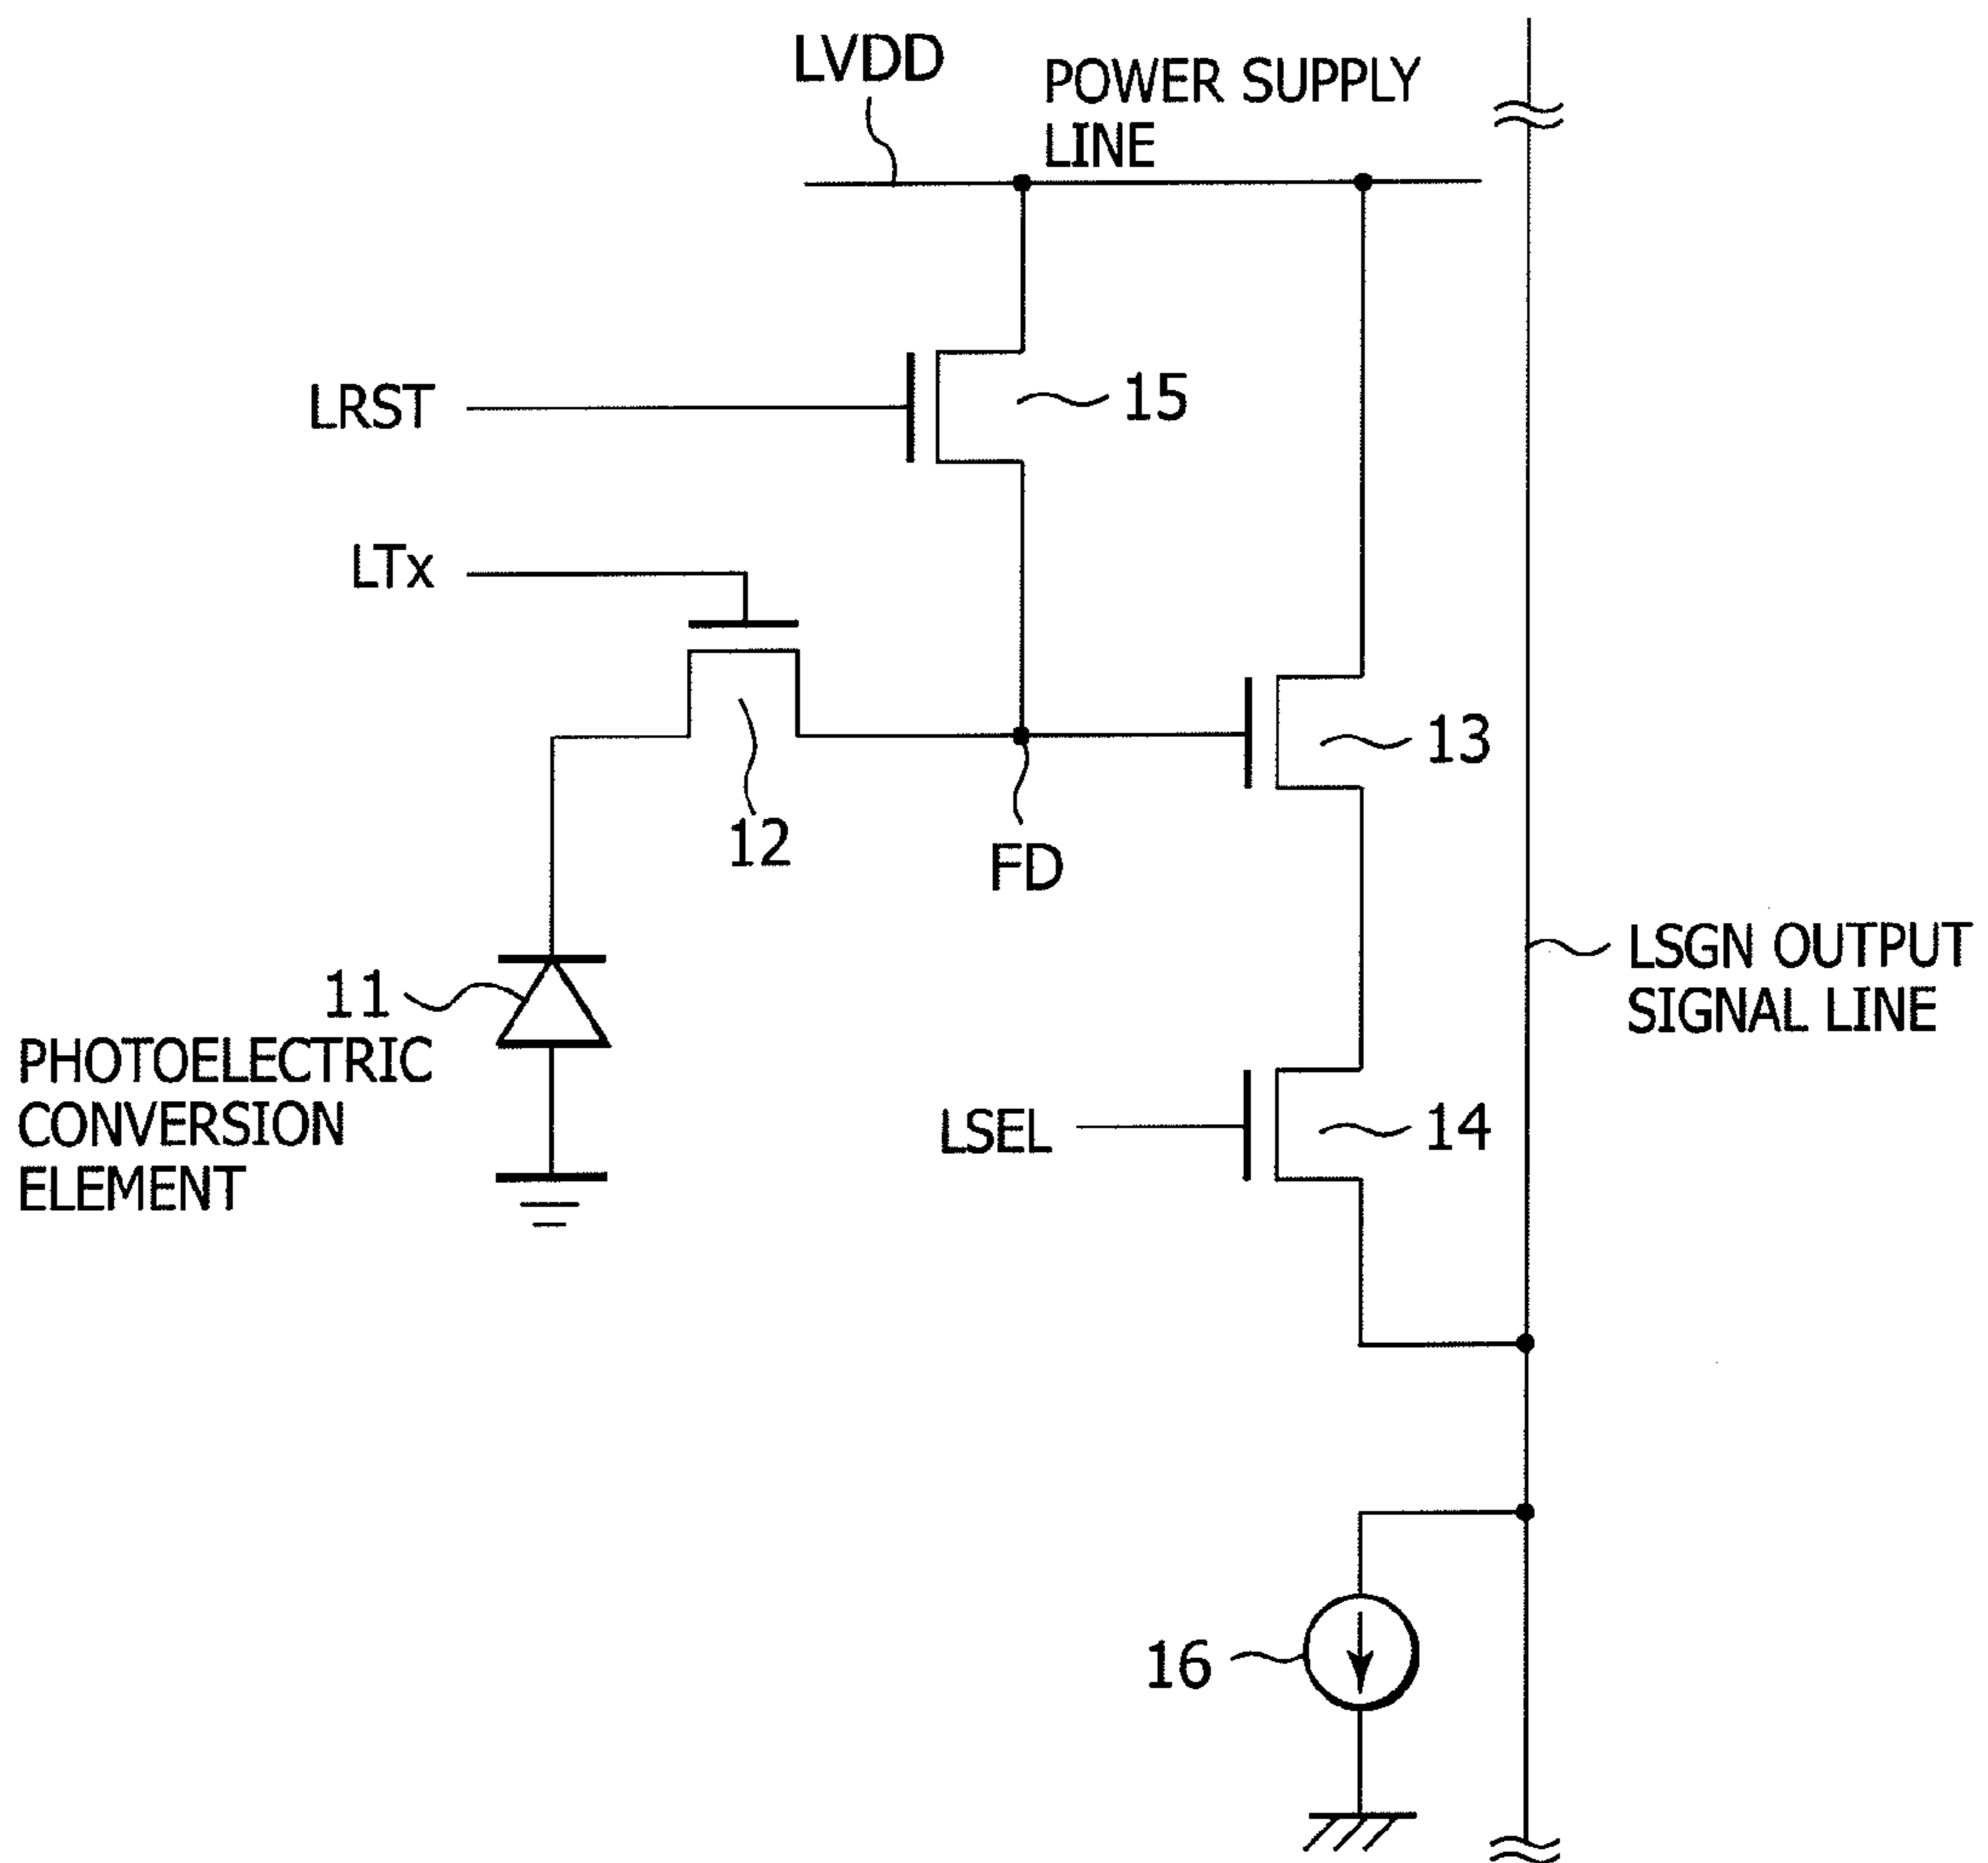 LVDD
POWER SUPPLY
LINE
LRST
15
LTx
13
12
FD
LSGN OUTPUT
SIGNAL LINE
11
PHOTOELECTRIC
CONVERSION
ELEMENT
LSEL
14
16